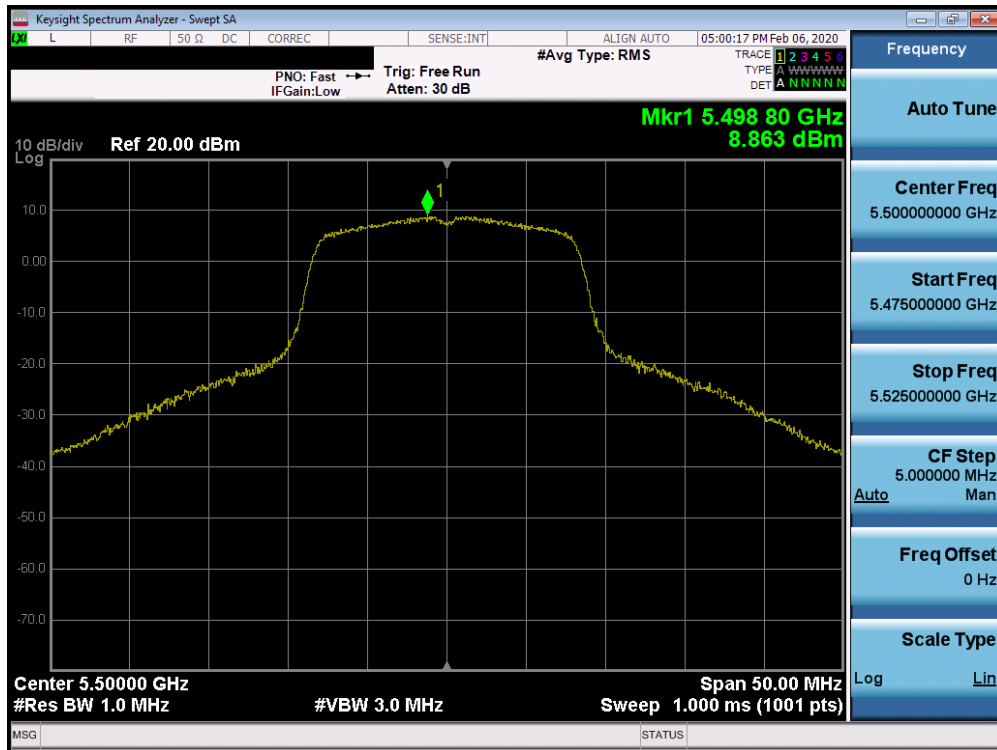 Keysight Spectrum Analyzer - Swept SA
LXI L RF 50 Ω DC CORREC SENSE:INT ALIGN AUTO 05:00:17 PM Feb 06, 2020
#Avg Type: RMS
TRACE 1 2 3 4 5 6
TYPE A WWWWWW
DET A N N N N N
PNO: Fast
IFGain:Low
Trig: Free Run
Atten: 30 dB
Mkr1 5.498 80 GHz
8.863 dBm
10 dB/div
Log
Ref 20.00 dBm
1
10.0
0.00
-10.0
-20.0
-30.0
-40.0
-50.0
-60.0
-70.0
Center 5.50000 GHz
Span 50.00 MHz
#Res BW 1.0 MHz
#VBW 3.0 MHz
Sweep 1.000 ms (1001 pts)
MSG
STATUS
Frequency
Auto Tune
Center Freq
5.500000000 GHz
Start Freq
5.475000000 GHz
Stop Freq
5.525000000 GHz
CF Step
5.000000 MHz
Auto Man
Freq Offset
0 Hz
Scale Type
Log Lin